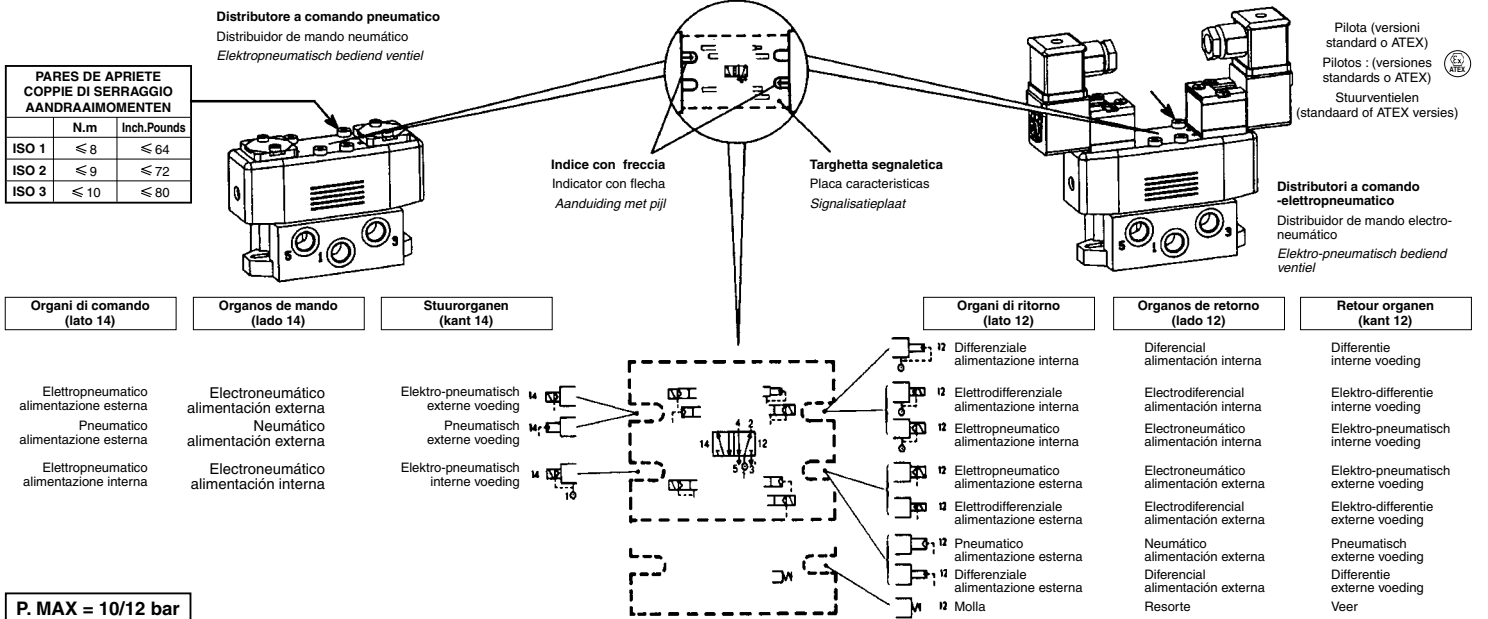 Distributore a comando pneumatico
Distribuidor de mando neumático
Elektropneumatisch bediend ventiel
PARES DE APRIETE
COPPIE DI SERRAGGIO
AANDRAAIMOMENTEN
N.m Inch.Pounds
ISO 1 ≤ 8 ≤ 64
ISO 2 ≤ 9 ≤ 72
ISO 3 ≤ 10 ≤ 80
5 1 3
Indice con freccia
Indicator con flecha
Aanduiding met pijl
Targhetta segnaletica
Placa caracteristicas
Signalisatieplaat
Pilota (versioni
standard o ATEX)
Pilotos : (versiones
standards o ATEX)
Stuurventielen
(standaard of ATEX versies)
Ex
ATEX
5 1 3
Distributori a comando
-elettropneumatico
Distribuidor de mando electro-
neumático
Elektro-pneumatisch bediend
ventiel
Organi di comando
(lato 14)
Organos de mando
(lado 14)
Stuurorganen
(kant 14)
Elettropneumatico
alimentazione esterna
Electroneumático
alimentación externa
Elektro-pneumatisch
externe voeding
14
Pneumatico
alimentazione esterna
Neumático
alimentación externa
Pneumatisch
externe voeding
14
Elettropneumatico
alimentazione interna
Electroneumático
alimentación interna
Elektro-pneumatisch
interne voeding
14
1
4 2
14 12
5 3
Organi di ritorno
(lato 12)
Organos de retorno
(lado 12)
Retour organen
(kant 12)
12 Differenziale
alimentazione interna
Diferencial
alimentación interna
Differentie
interne voeding
12 Elettrodifferenziale
alimentazione interna
Electrodiferencial
alimentación interna
Elektro-differentie
interne voeding
12 Elettropneumatico
alimentazione interna
Electroneumático
alimentación interna
Elektro-pneumatisch
interne voeding
12 Elettropneumatico
alimentazione esterna
Electroneumático
alimentación externa
Elektro-pneumatisch
externe voeding
12 Elettrodifferenziale
alimentazione esterna
Electrodiferencial
alimentación externa
Elektro-differentie
externe voeding
12 Pneumatico
alimentazione esterna
Neumático
alimentación externa
Pneumatisch
externe voeding
12 Differenziale
alimentazione esterna
Diferencial
alimentación externa
Differentie
externe voeding
12 Molla
Resorte
Veer
P. MAX = 10/12 bar